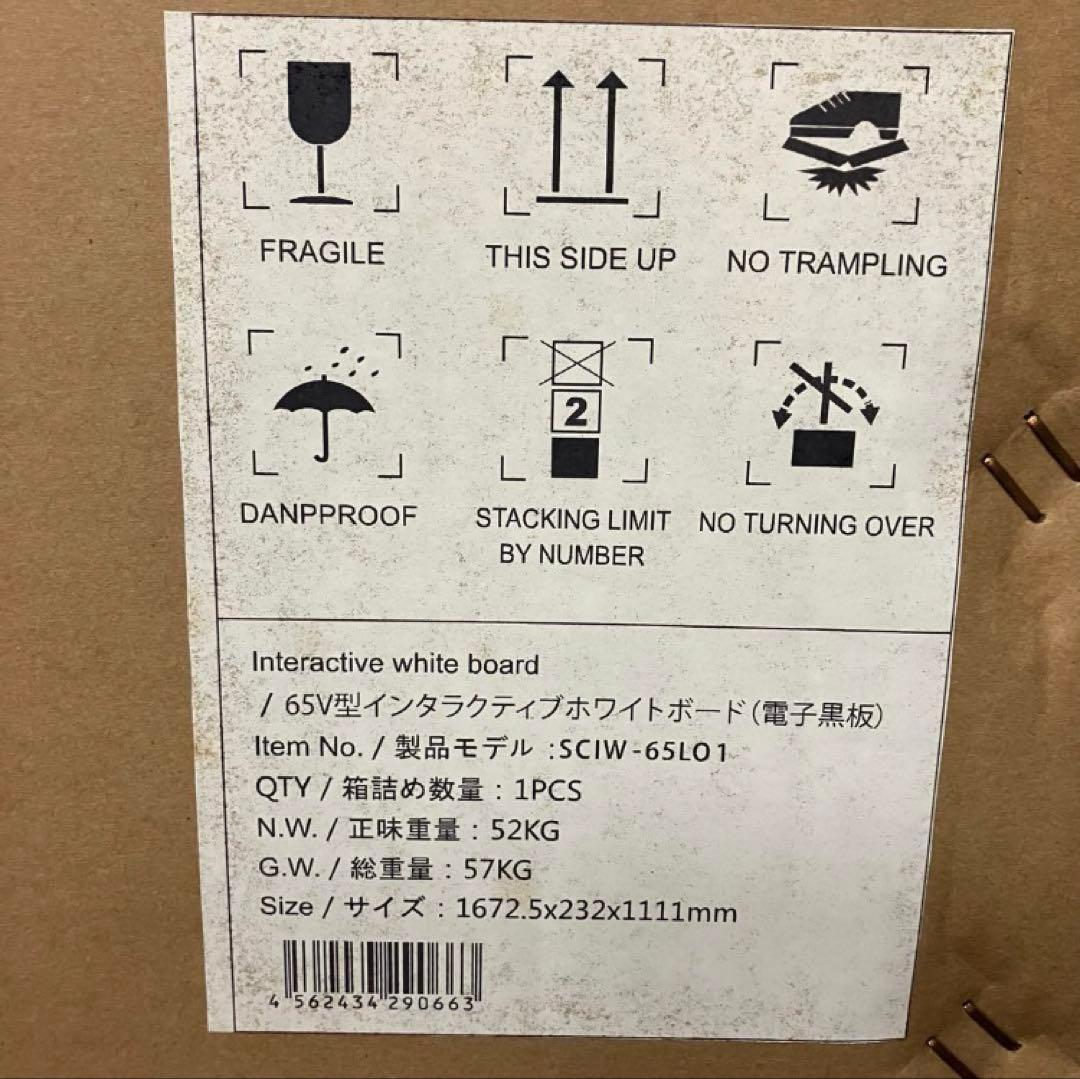 FRAGILE
THIS SIDE UP
NO TRAMPLING
2
DANPPROOF
STACKING LIMIT
BY NUMBER
NO TURNING OVER
Interactive white board
/ 65V型インタラクティブホワイトボード(電子黒板)
Item No. / 製品モデル :SCIW-65L01
QTY / 箱詰め数量 : 1PCS
N.W. / 正味重量 : 52KG
G.W. / 総重量 : 57KG
Size / サイズ : 1672.5x232x1111mm
4 562434 290663